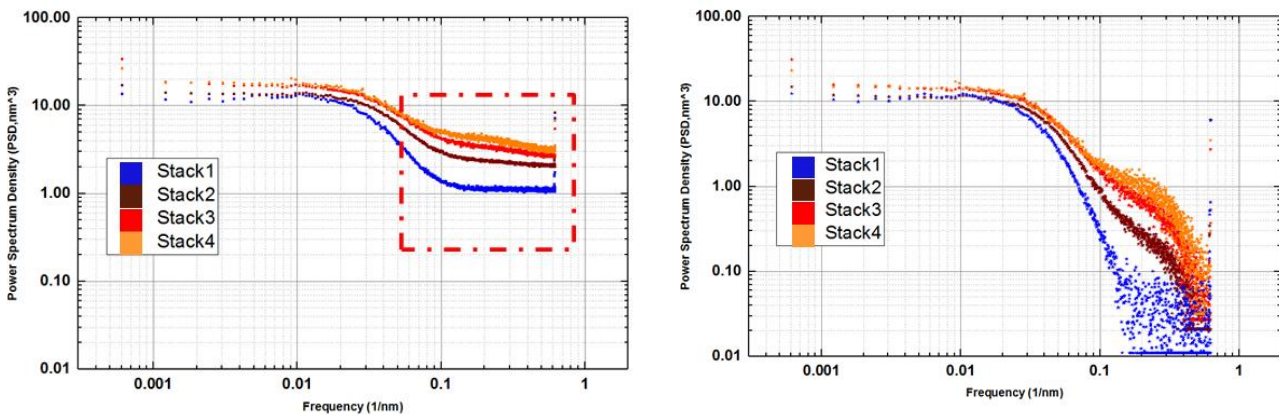 100.00
10.00
1.00
0.10
0.01
Power Spectrum Density (PSD,nm^3)
Stack1
Stack2
Stack3
Stack4
0.001
0.01
0.1
1
Frequency (1/nm)
100.00
10.00
1.00
0.10
0.01
Power Spectrum Density (PSD,nm^3)
Stack1
Stack2
Stack3
Stack4
0.001
0.01
0.1
1
Frequency (1/nm)